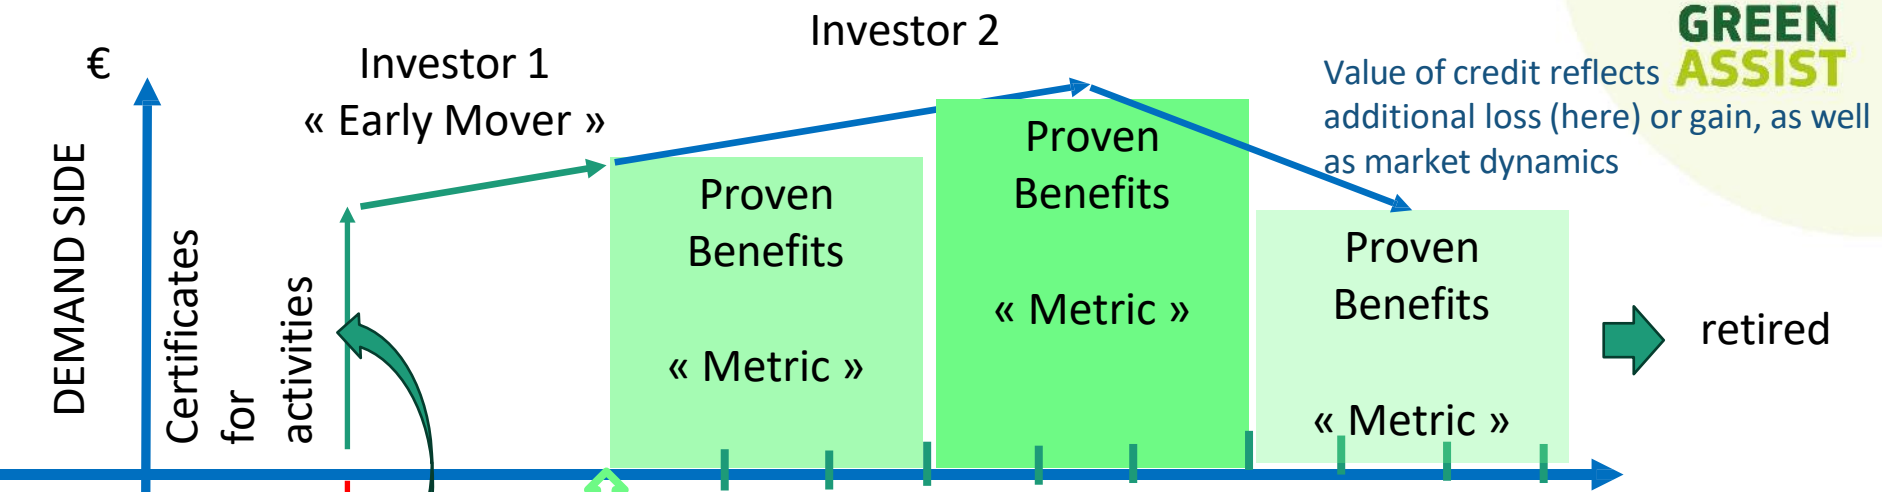 €
DEMAND SIDE
Certificates
for
activities
Investor 1
« Early Mover »
Investor 2
Proven
Benefits
« Metric »
Proven
Benefits
« Metric »
Proven
Benefits
« Metric »
Value of credit reflects
additional loss (here) or gain, as well
as market dynamics
GREEN
ASSIST
retired